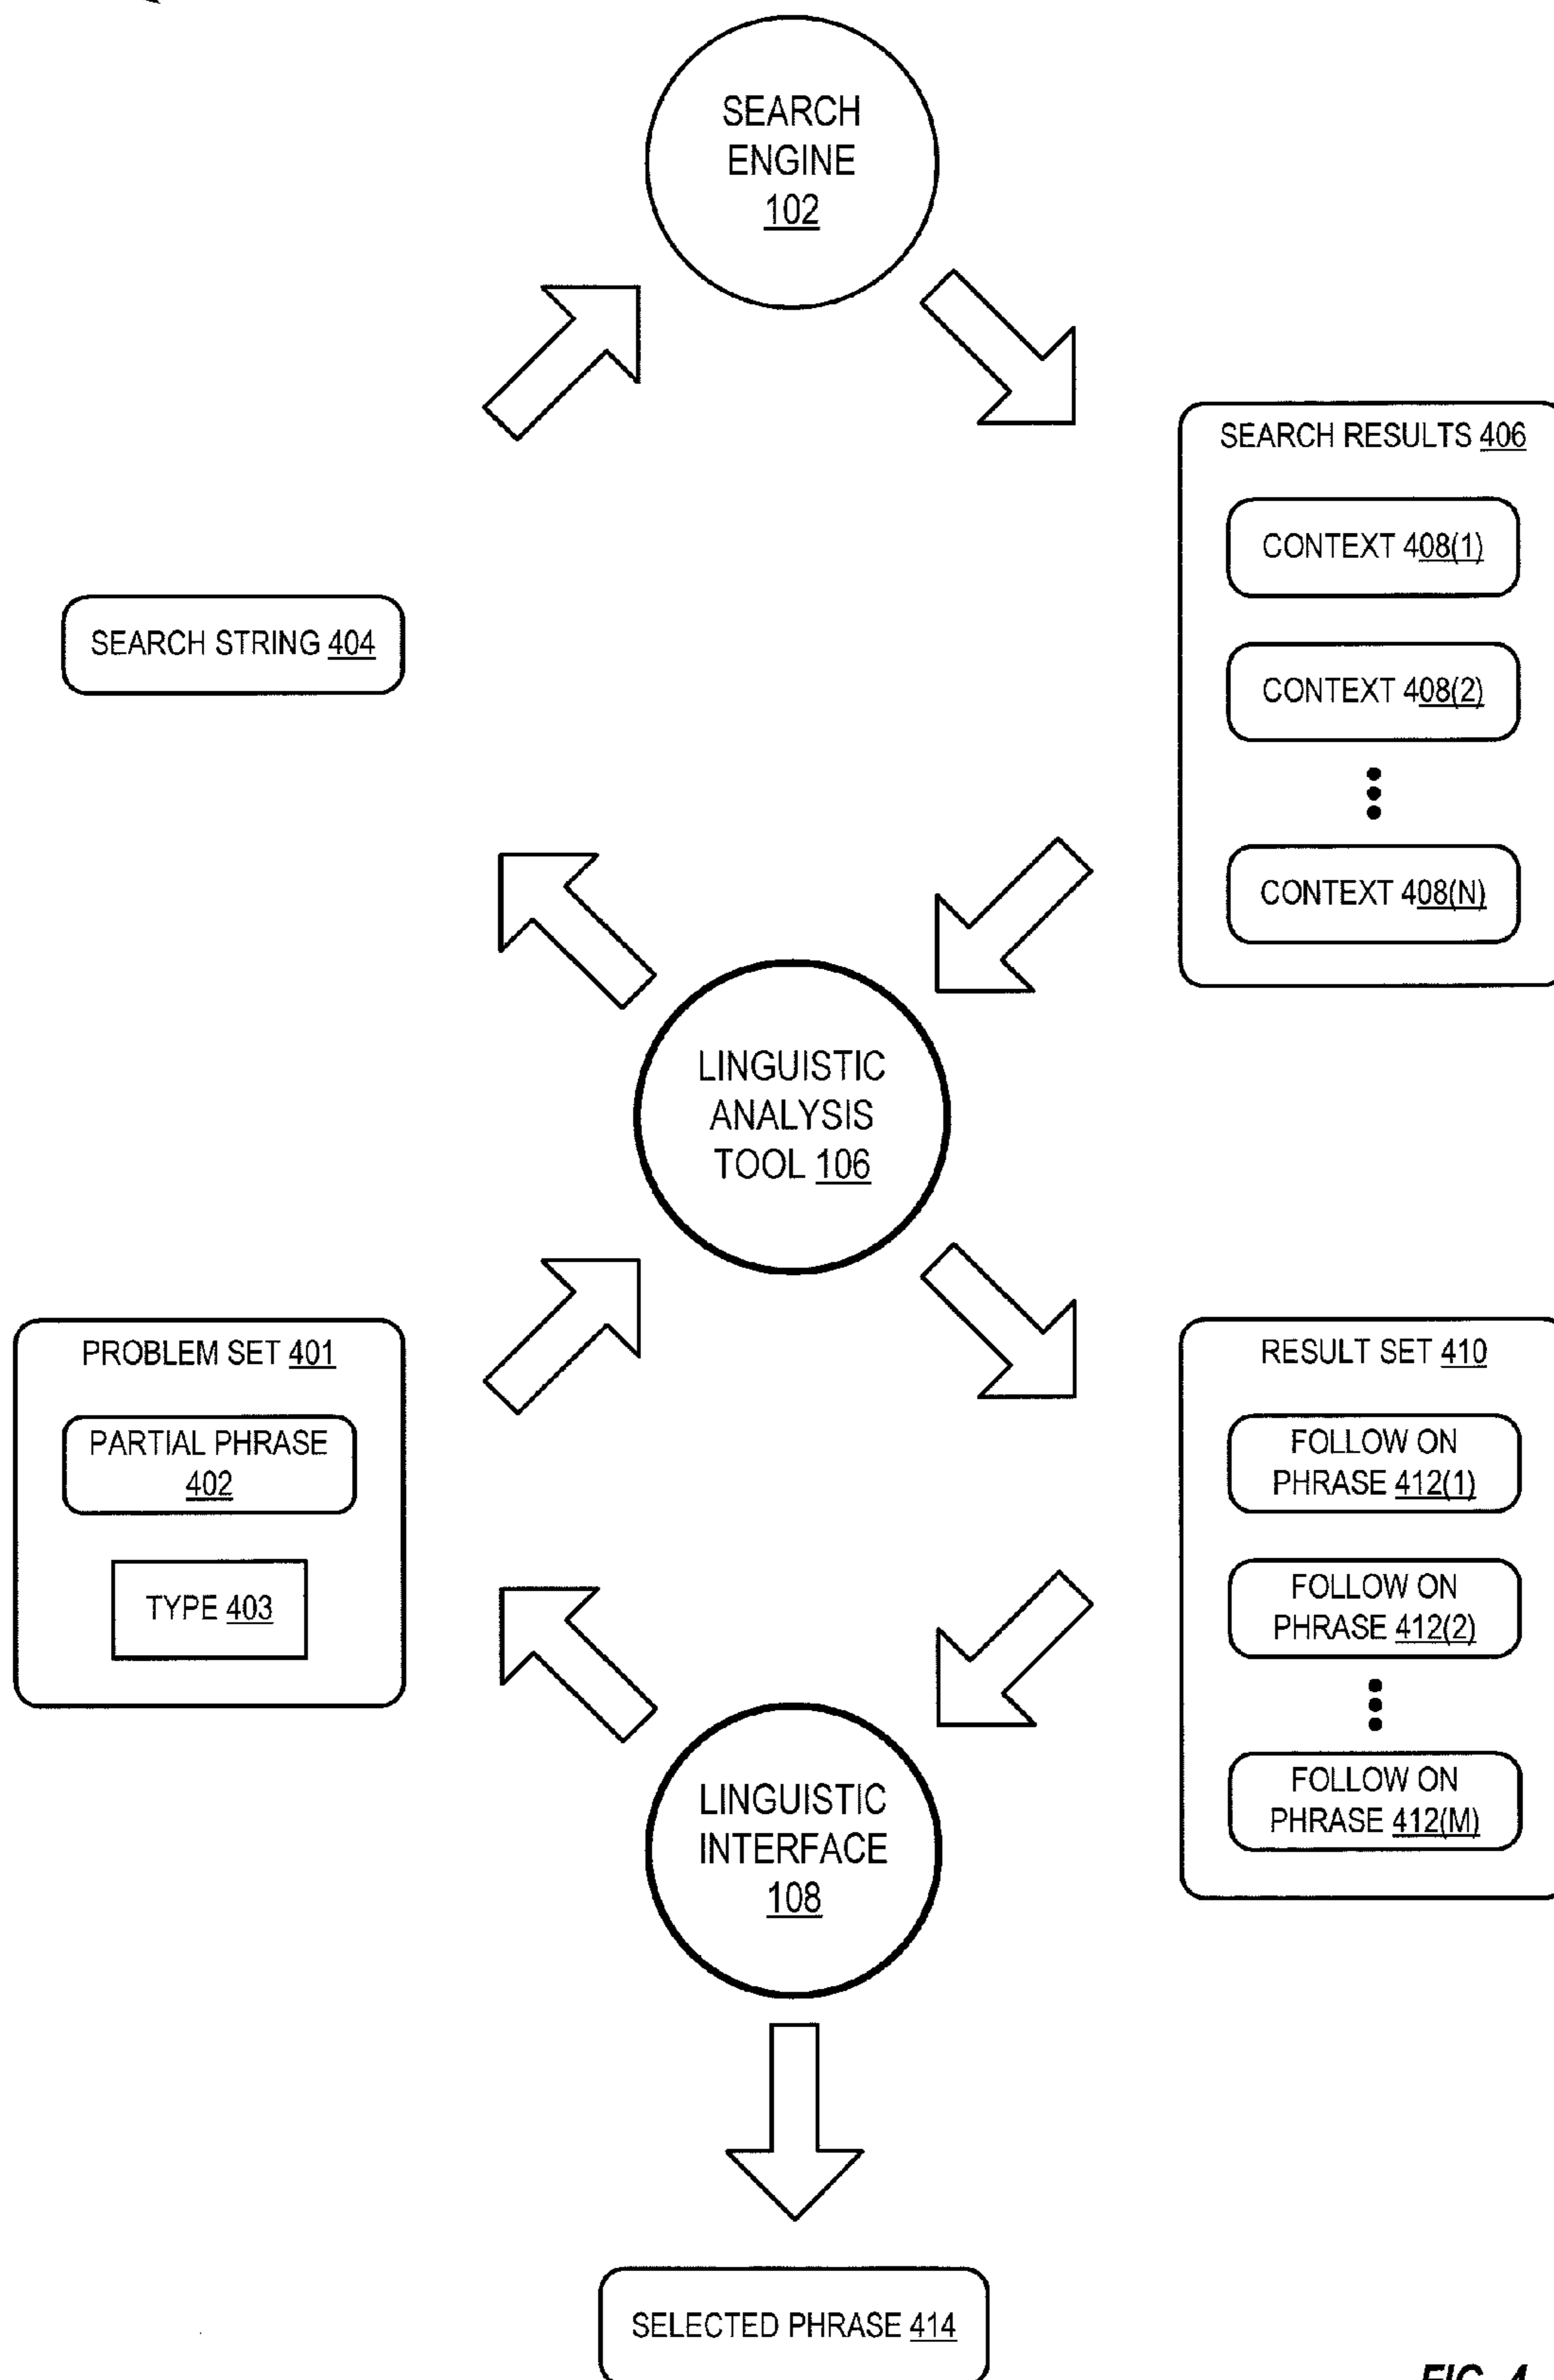 SEARCH
ENGINE
102
SEARCH RESULTS 406
CONTEXT 408(1)
SEARCH STRING 404
CONTEXT 408(2)
CONTEXT 408(N)
LINGUISTIC
ANALYSIS
TOOL 106
PROBLEM SET 401
PARTIAL PHRASE
402
TYPE 403
RESULT SET 410
FOLLOW ON
PHRASE 412(1)
FOLLOW ON
PHRASE 412(2)
FOLLOW ON
PHRASE 412(M)
LINGUISTIC
INTERFACE
108
SELECTED PHRASE 414
FIG. 4